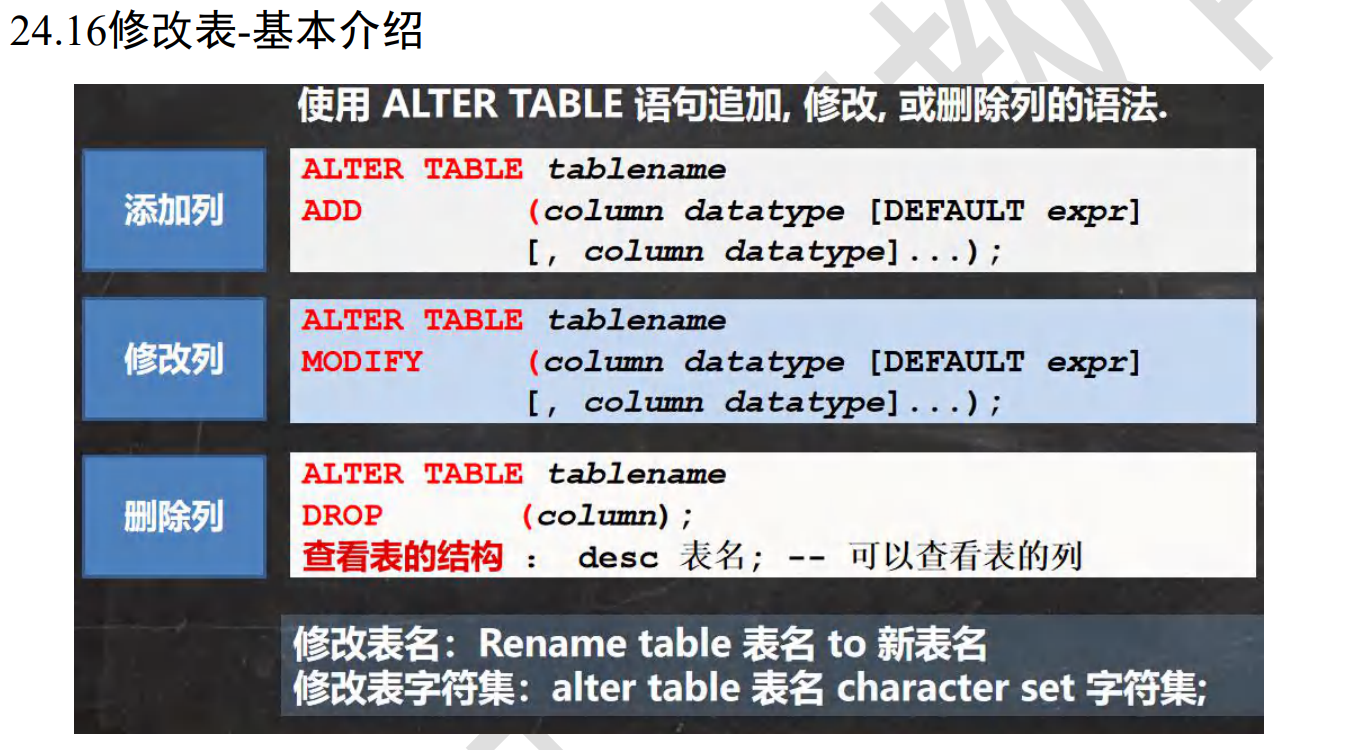 24.16修改表-基本介绍
使用 ALTER TABLE 语句追加, 修改, 或删除列的语法.
添加列
ALTER TABLE tablename
ADD (column datatype [DEFAULT expr]
[, column datatype]...);
修改列
ALTER TABLE tablename
MODIFY (column datatype [DEFAULT expr]
[, column datatype]...);
删除列
ALTER TABLE tablename
DROP (column);
查看表的结构 : desc 表名; -- 可以查看表的列
修改表名：Rename table 表名 to 新表名
修改表字符集：alter table 表名 character set 字符集;